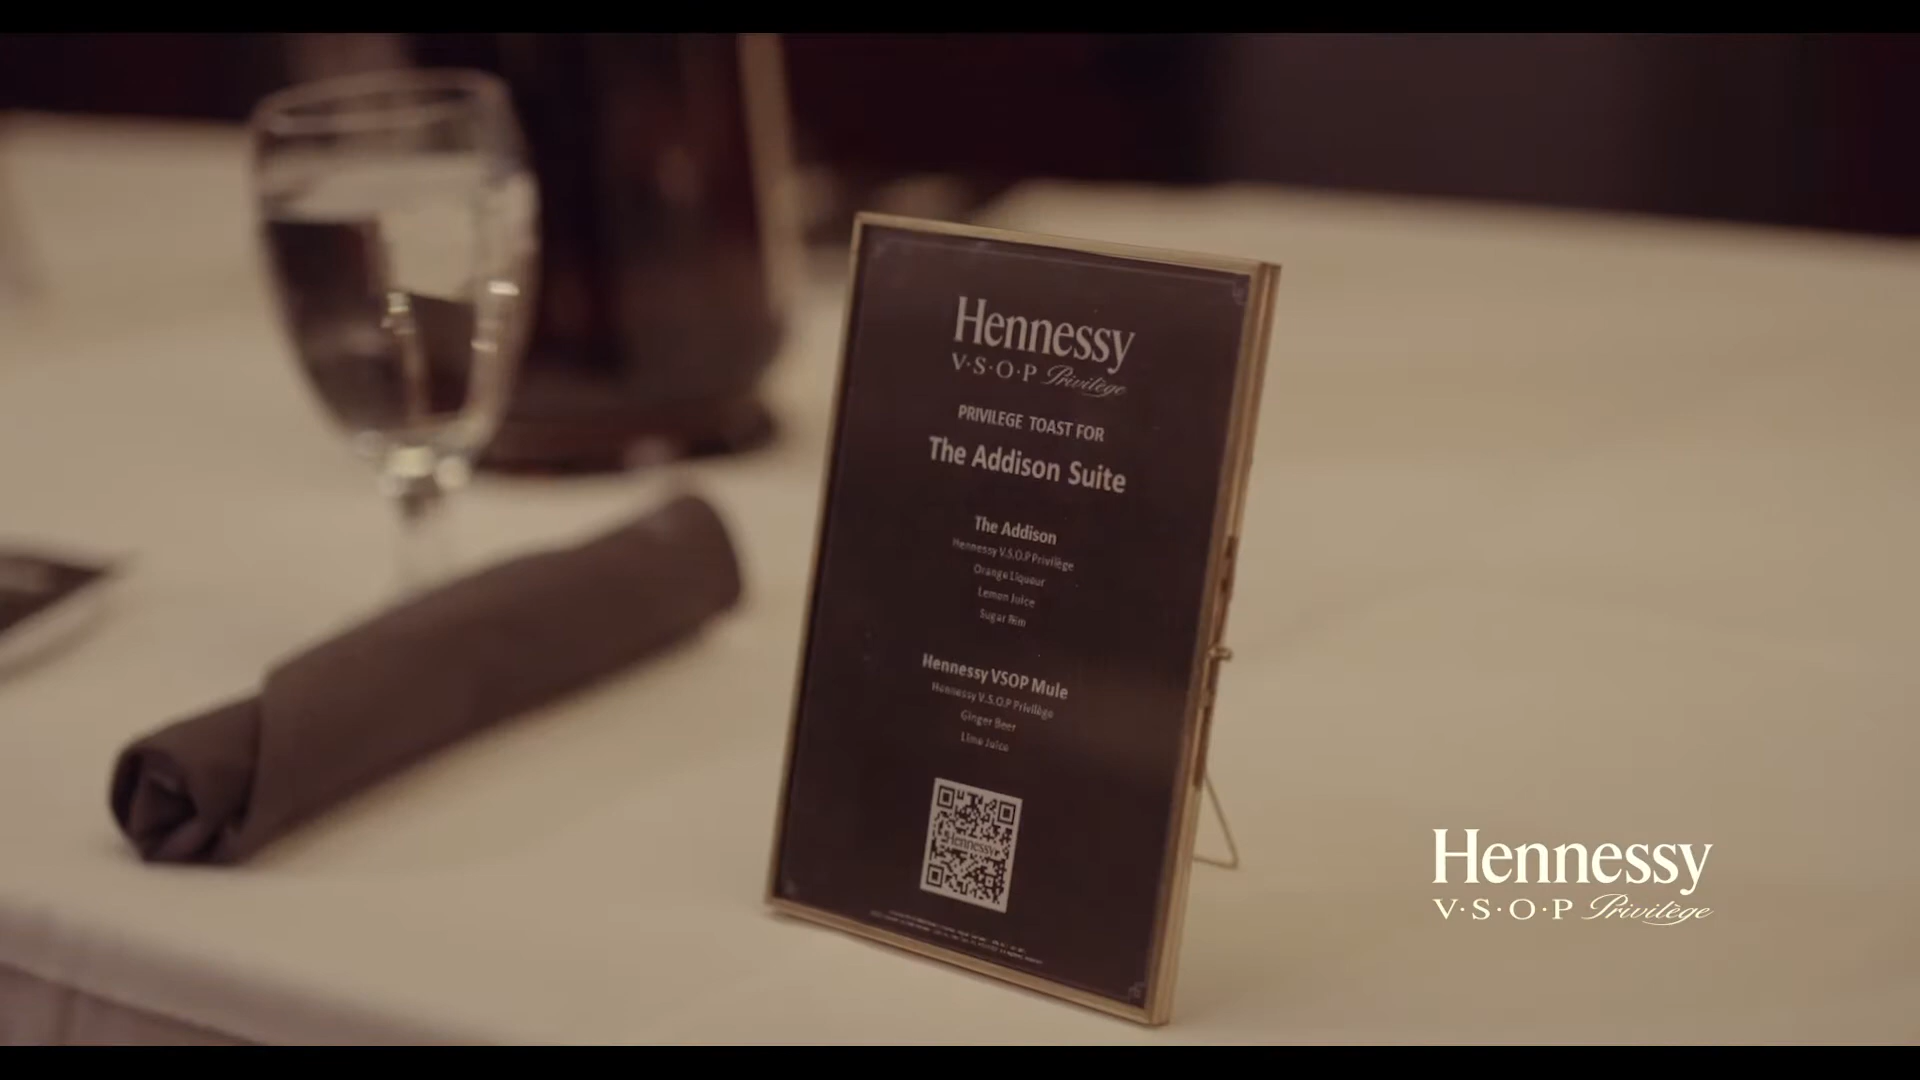 Hennessy
V·S·O·P Privilège
PRIVILEGE TOAST FOR
The Addison Suite
The Addison
Hennessy V.S.O.P Privilège
Orange Liqueur
Lemon Juice
Sugar Rim
Hennessy VSOP Mule
Hennessy V.S.O.P Privilège
Ginger Beer
Lime Juice
Hennessy
Hennessy
V·S·O·P Privilège